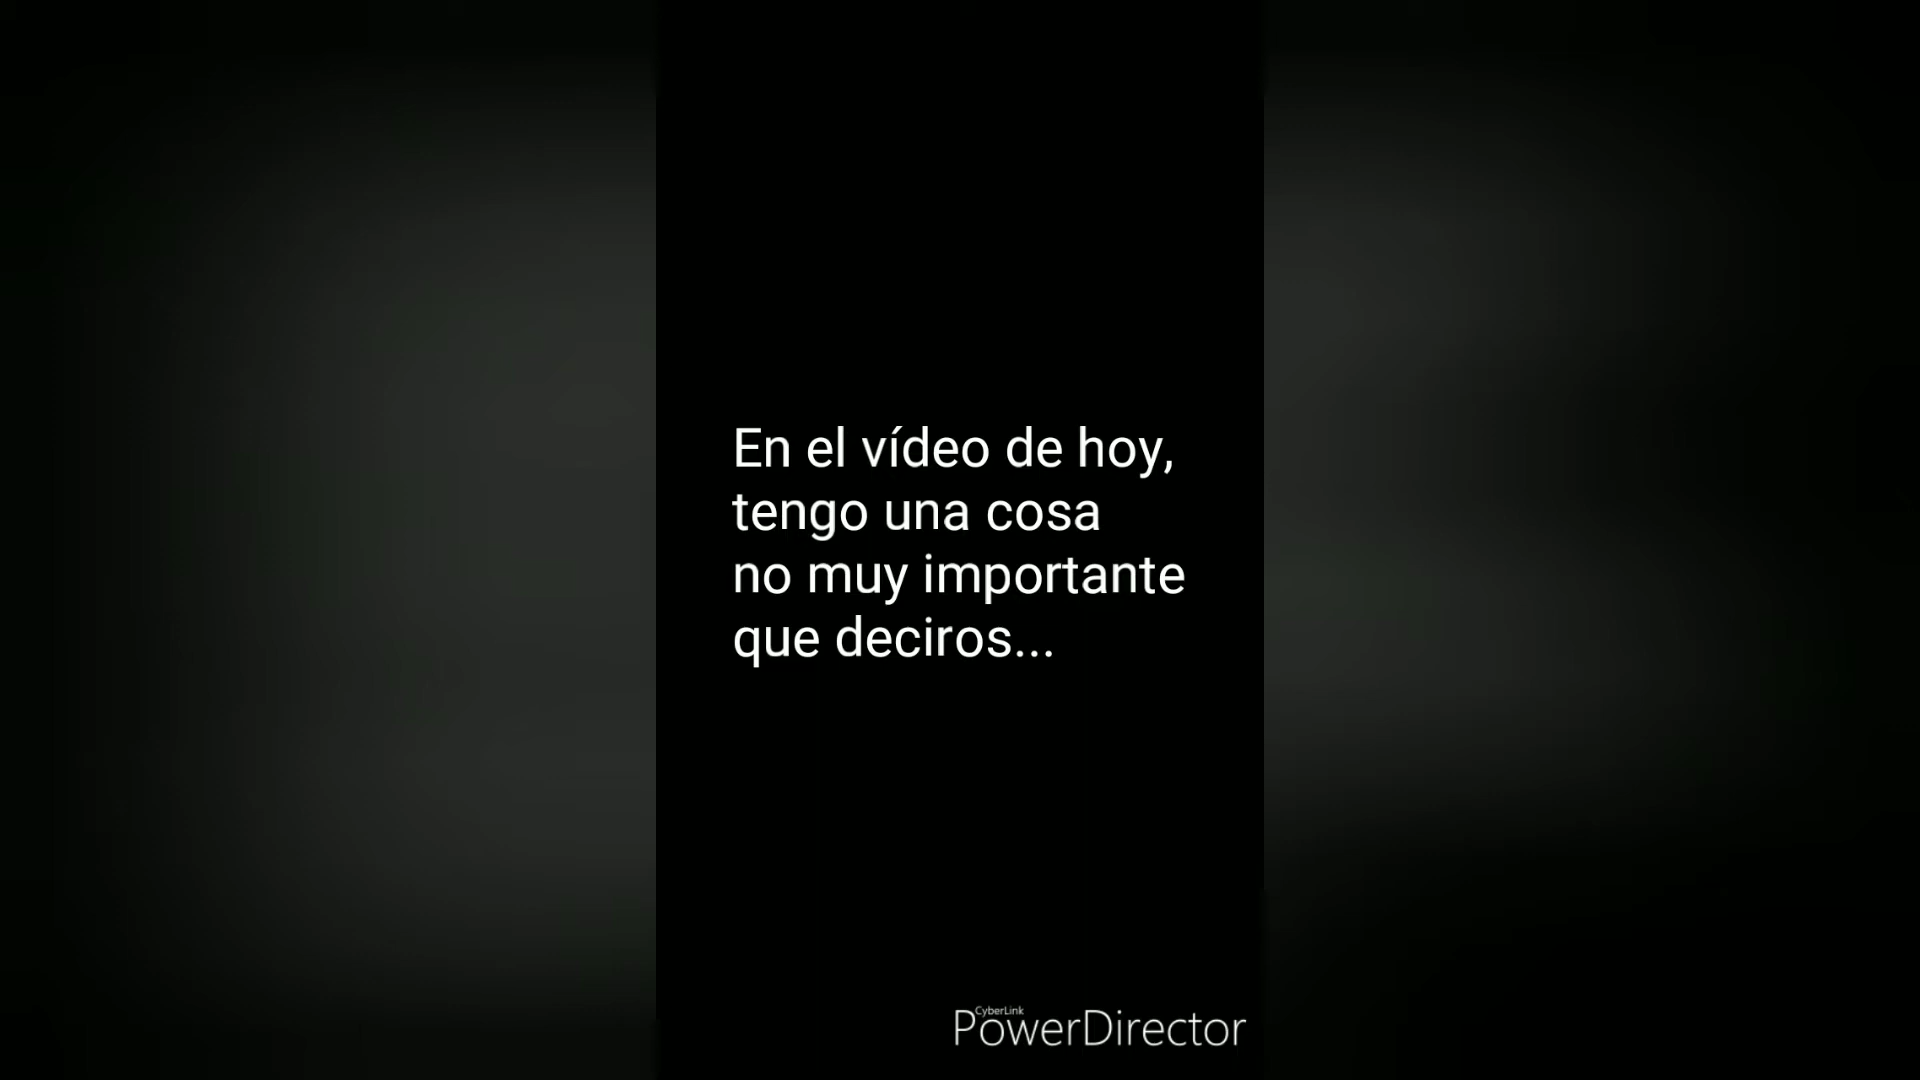 En el vídeo de hoy,
tengo una cosa
no muy importante
que deciros...
CyberLink
PowerDirector